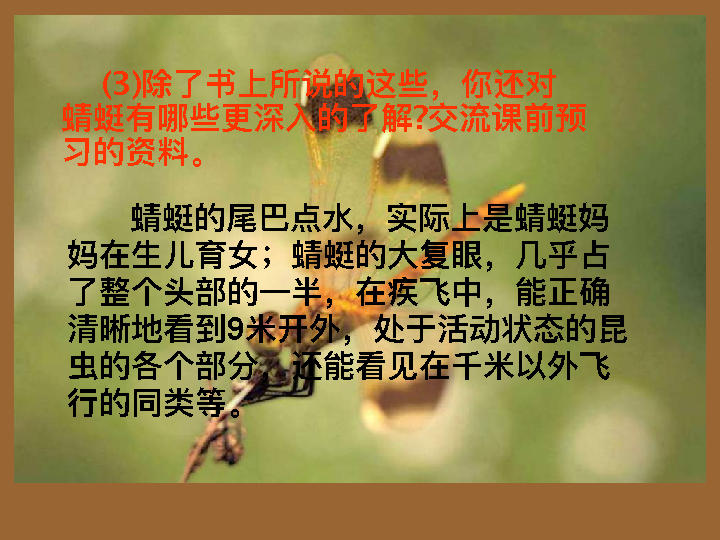 (3)除了书上所说的这些，你还对
蜻蜓有哪些更深入的了解?交流课前预
习的资料。
蜻蜓的尾巴点水，实际上是蜻蜓妈
妈在生儿育女；蜻蜓的大复眼，几乎占
了整个头部的一半，在疾飞中，能正确
清晰地看到9米开外，处于活动状态的昆
虫的各个部分，还能看见在千米以外飞
行的同类等。